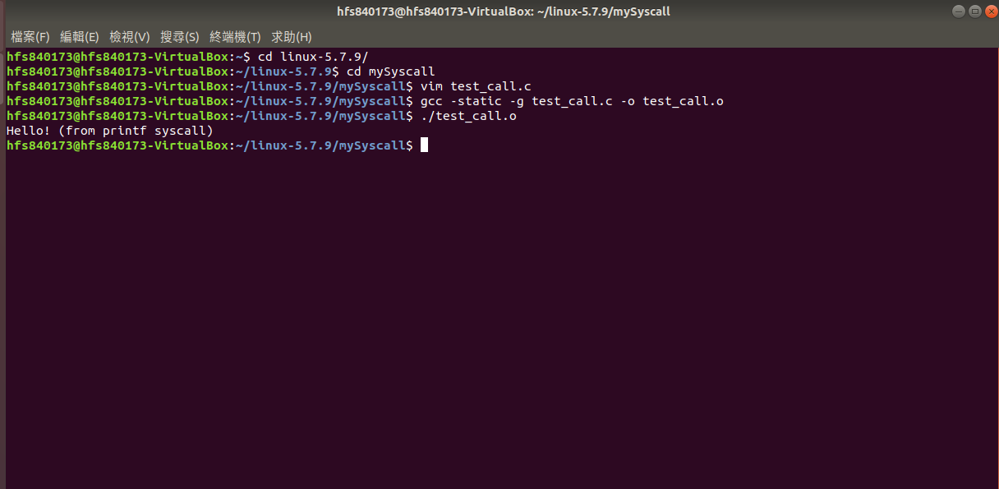 hfs840173@hfs840173-VirtualBox: ~/linux-5.7.9/mySyscall
檔案(F) 編輯(E) 檢視(V) 搜尋(S) 終端機(T) 求助(H)
hfs840173@hfs840173-VirtualBox:~$ cd linux-5.7.9/
hfs840173@hfs840173-VirtualBox:~/linux-5.7.9$ cd mySyscall
hfs840173@hfs840173-VirtualBox:~/linux-5.7.9/mySyscall$ vim test_call.c
hfs840173@hfs840173-VirtualBox:~/linux-5.7.9/mySyscall$ gcc -static -g test_call.c -o test_call.o
hfs840173@hfs840173-VirtualBox:~/linux-5.7.9/mySyscall$ ./test_call.o
Hello! (from printf syscall)
hfs840173@hfs840173-VirtualBox:~/linux-5.7.9/mySyscall$